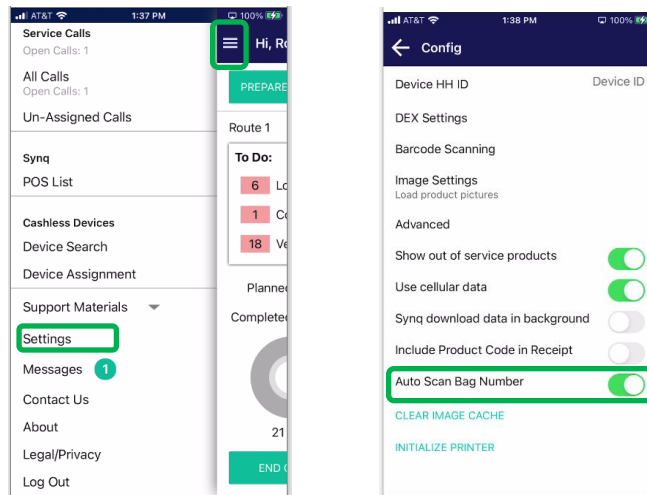 AT&T 1:37 PM
Service Calls
Open Calls: 1
All Calls
Open Calls: 1
Un-Assigned Calls
Synq
POS List
Cashless Devices
Device Search
Device Assignment
Support Materials
Settings
Messages 1
Contact Us
About
Legal/Privacy
Log Out
100%
Hi,
PREPARE
Route 1
To Do:
6
1
18
Planned
Completed
21
END
AT&T 1:38 PM 100%
Config
Device HH ID Device ID
DEX Settings
Barcode Scanning
Image Settings
Load product pictures
Advanced
Show out of service products
Use cellular data
Synq download data in background
Include Product Code in Receipt
Auto Scan Bag Number
CLEAR IMAGE CACHE
INITIALIZE PRINTER